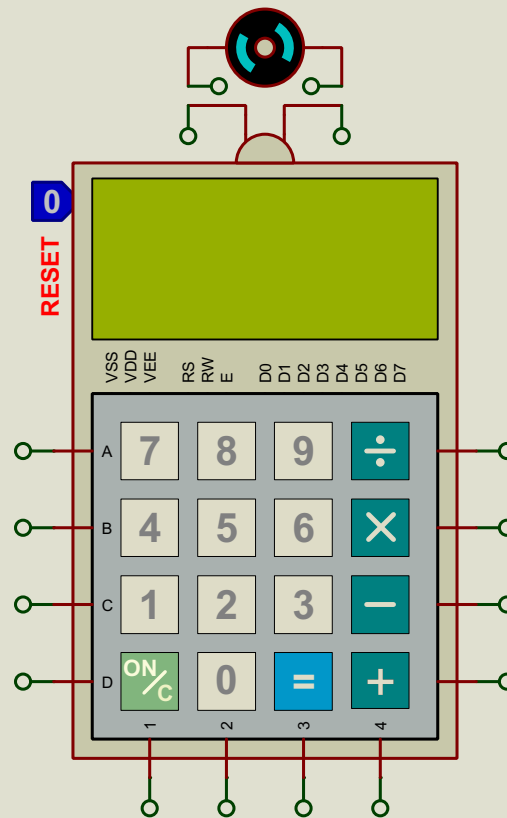 0
RESET
VSS VDD VEE RS RW E D0 D1 D2 D3 D4 D5 D6 D7
A 7 8 9 ÷
B 4 5 6 ×
C 1 2 3 −
D ON/C 0 = +
1 2 3 4